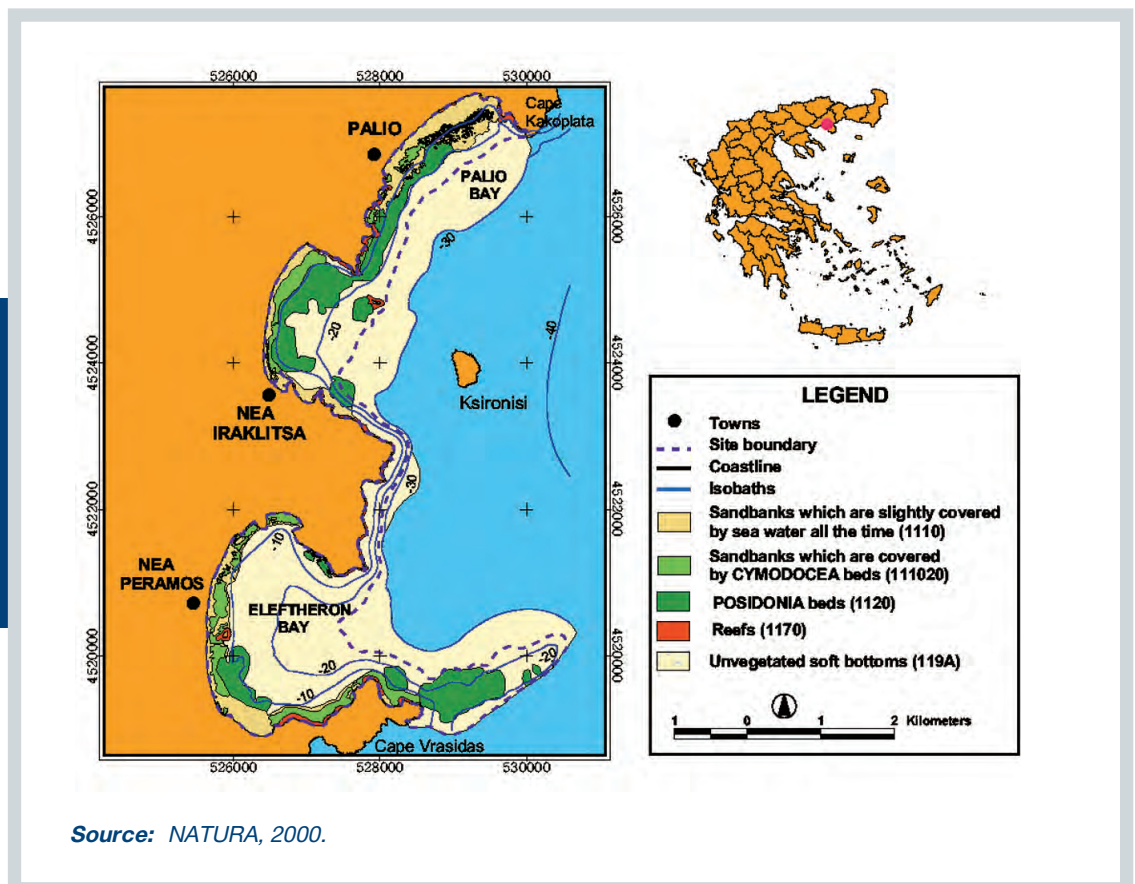 526000 528000 530000
Cape
Kakoplata
PALIO
PALIO
BAY
4526000
4526000
-30
-20
-40
4524000
4524000
Ksironisi
NEA
IRAKLITSA
-30
4522000
4522000
-10
NEA
PERAMOS
ELEFTHERON
BAY
4520000
4520000
-20
-20
-10
Cape Vrasidas
526000 528000 530000
LEGEND
Towns
Site boundary
Coastline
Isobaths
Sandbanks which are slightly covered
by sea water all the time (1110)
Sandbanks which are covered
by CYMODOCEA beds (111020)
POSIDONIA beds (1120)
Reefs (1170)
Unvegetated soft bottoms (119A)
1 0 1 2 Kilometers
Source: NATURA, 2000.